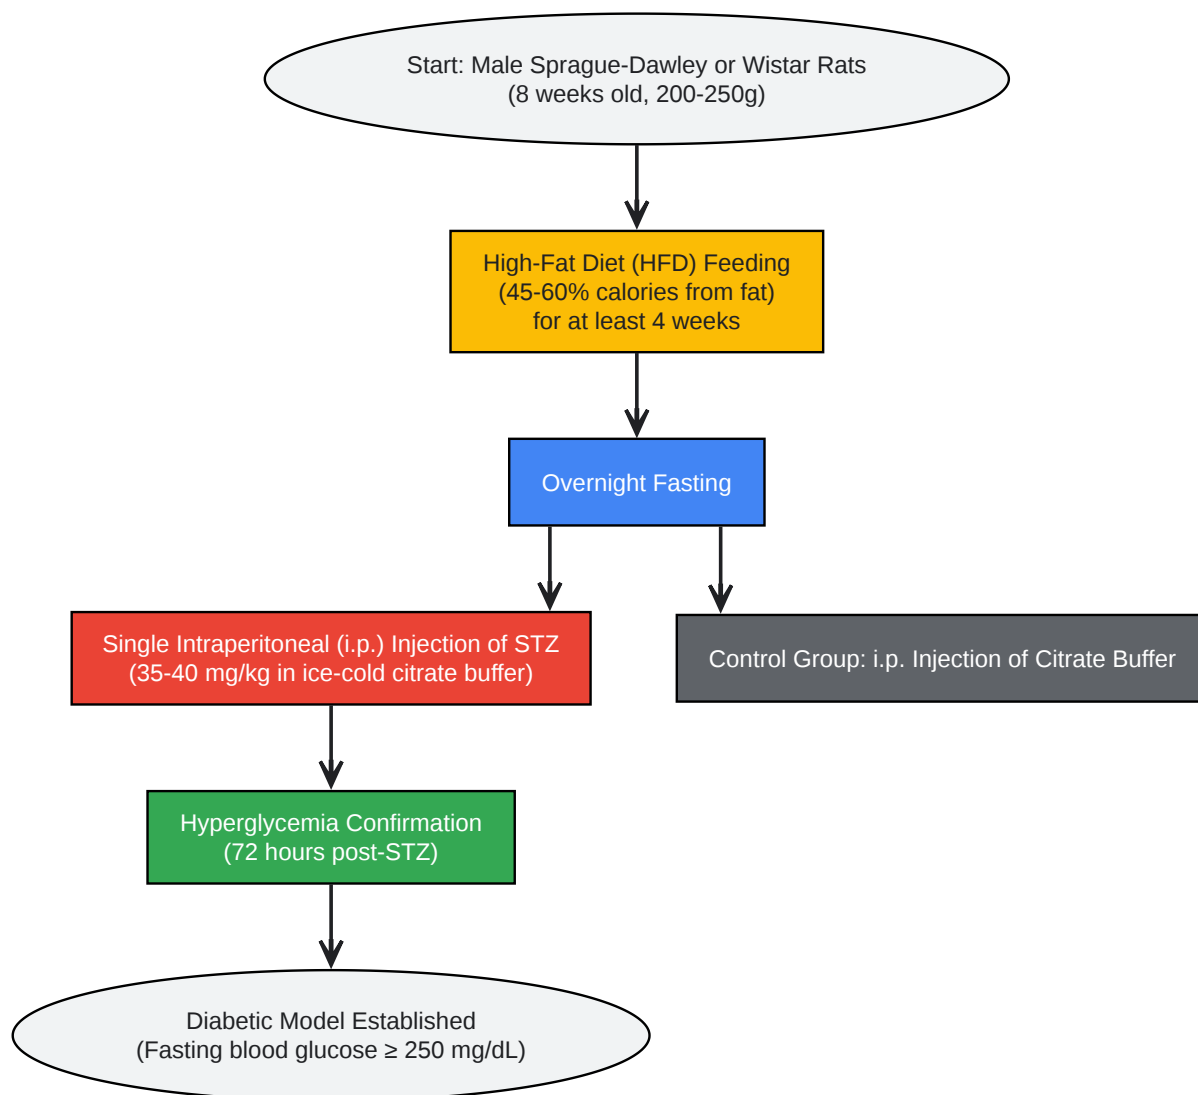 Start: Male Sprague-Dawley or Wistar Rats
(8 weeks old, 200-250g)
High-Fat Diet (HFD) Feeding
(45-60% calories from fat)
for at least 4 weeks
Overnight Fasting
Single Intraperitoneal (i.p.) Injection of STZ
(35-40 mg/kg in ice-cold citrate buffer)
Control Group: i.p. Injection of Citrate Buffer
Hyperglycemia Confirmation
(72 hours post-STZ)
Diabetic Model Established
(Fasting blood glucose ≥ 250 mg/dL)